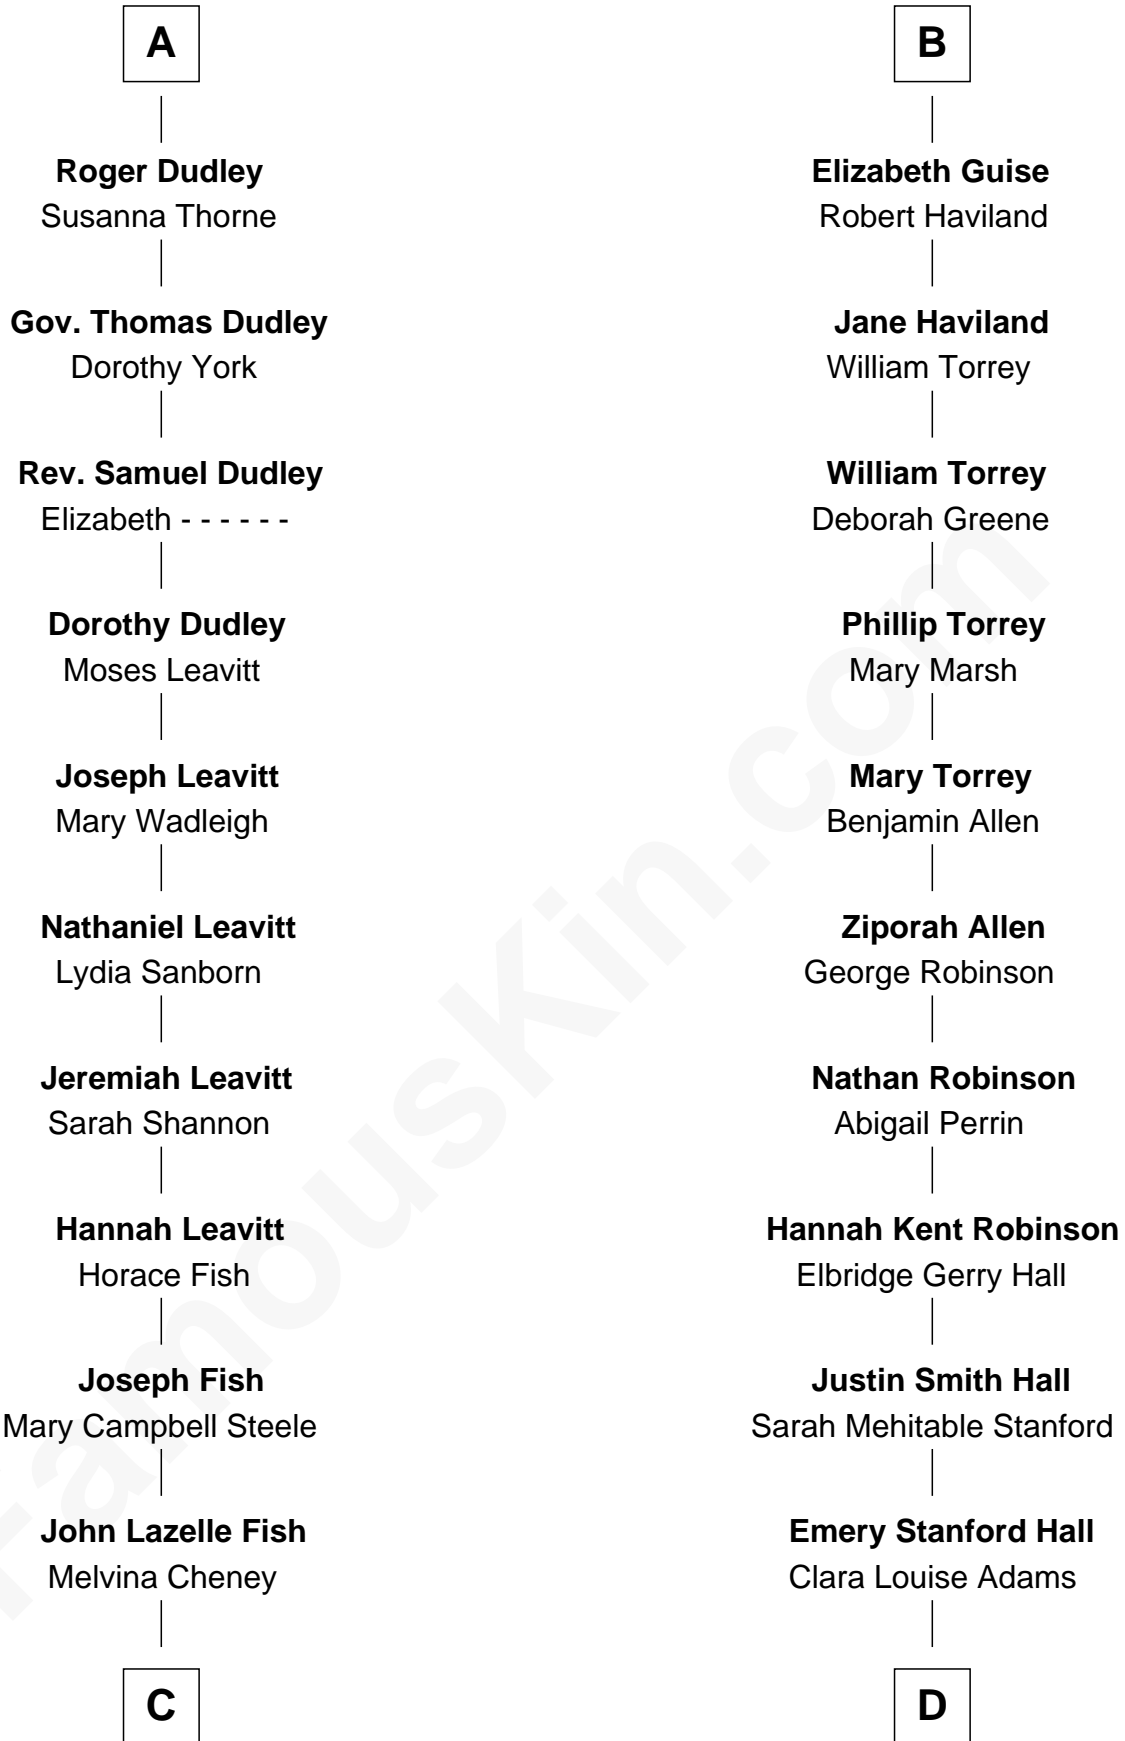 A
Roger Dudley
Susanna Thorne
Gov. Thomas Dudley
Dorothy York
Rev. Samuel Dudley
Elizabeth - - - - - -
Dorothy Dudley
Moses Leavitt
Joseph Leavitt
Mary Wadleigh
Nathaniel Leavitt
Lydia Sanborn
Jeremiah Leavitt
Sarah Shannon
Hannah Leavitt
Horace Fish
Joseph Fish
Mary Campbell Steele
John Lazelle Fish
Melvina Cheney
C
B
Elizabeth Guise
Robert Haviland
Jane Haviland
William Torrey
William Torrey
Deborah Greene
Phillip Torrey
Mary Marsh
Mary Torrey
Benjamin Allen
Ziporah Allen
George Robinson
Nathan Robinson
Abigail Perrin
Hannah Kent Robinson
Elbridge Gerry Hall
Justin Smith Hall
Sarah Mehitable Stanford
Emery Stanford Hall
Clara Louise Adams
D
FamousKin.com